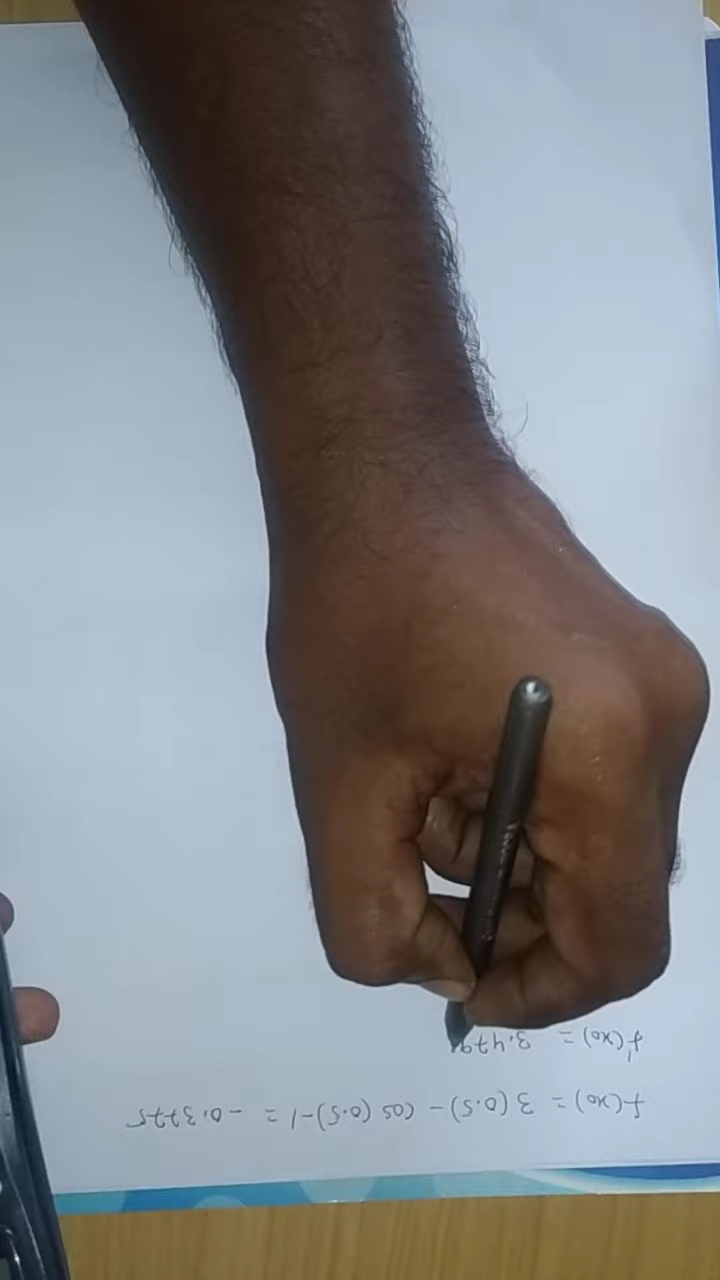 f(x0) = 3(0.5) - cos(0.5) - 1 = - 0.3775
f'(x0) = 3.479